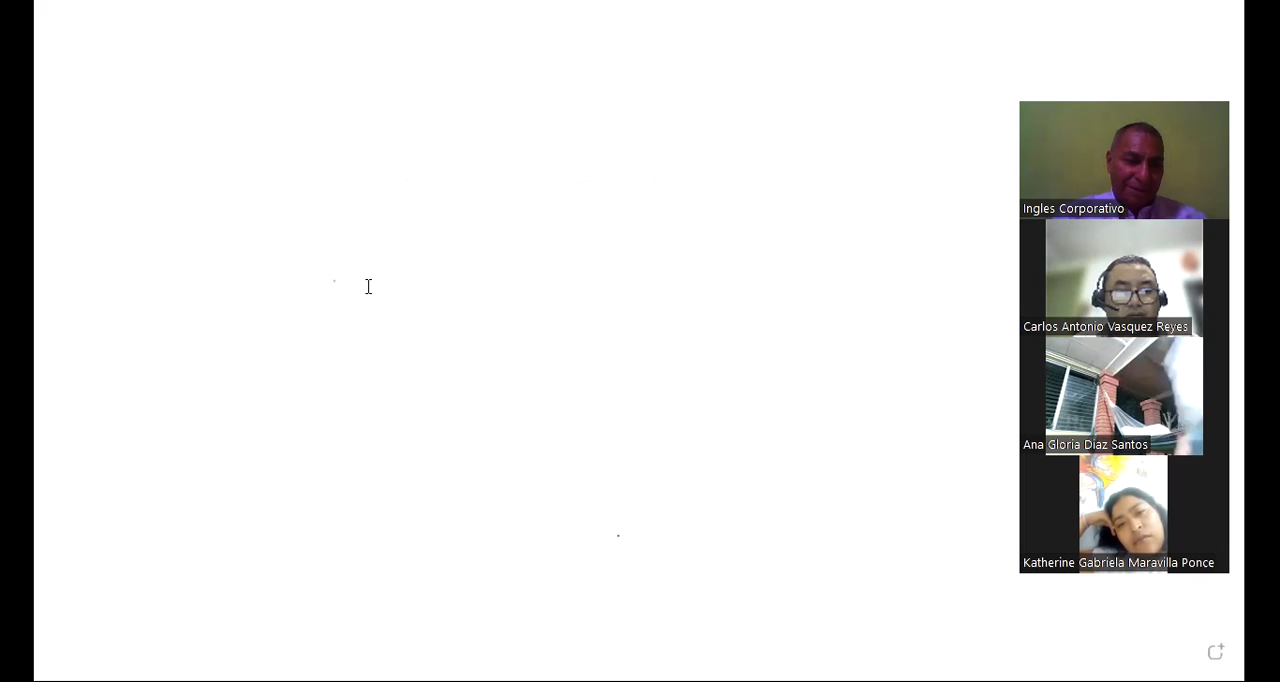 Ingles Corporativo
Carlos Antonio Vasquez Reyes
Ana Gloria Diaz Santos
Katherine Gabriela Maravilla Ponce